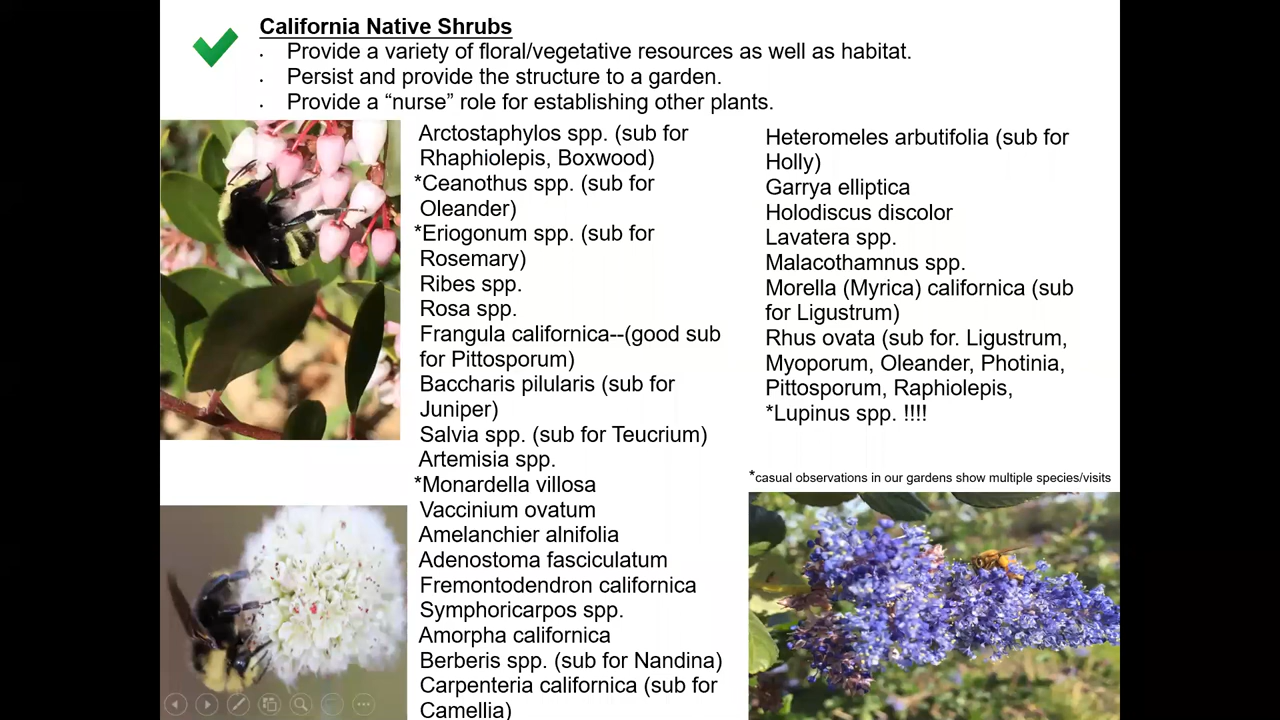 California Native Shrubs
· Provide a variety of floral/vegetative resources as well as habitat.
· Persist and provide the structure to a garden.
· Provide a “nurse” role for establishing other plants.
Arctostaphylos spp. (sub for
Rhaphiolepis, Boxwood)
*Ceanothus spp. (sub for
Oleander)
*Eriogonum spp. (sub for
Rosemary)
Ribes spp.
Rosa spp.
Frangula californica--(good sub
for Pittosporum)
Baccharis pilularis (sub for
Juniper)
Salvia spp. (sub for Teucrium)
Artemisia spp.
*Monardella villosa
Vaccinium ovatum
Amelanchier alnifolia
Adenostoma fasciculatum
Fremontodendron californica
Symphoricarpos spp.
Amorpha californica
Berberis spp. (sub for Nandina)
Carpenteria californica (sub for
Camellia)
Heteromeles arbutifolia (sub for
Holly)
Garrya elliptica
Holodiscus discolor
Lavatera spp.
Malacothamnus spp.
Morella (Myrica) californica (sub
for Ligustrum)
Rhus ovata (sub for. Ligustrum,
Myoporum, Oleander, Photinia,
Pittosporum, Raphiolepis,
*Lupinus spp. !!!!
*casual observations in our gardens show multiple species/visits